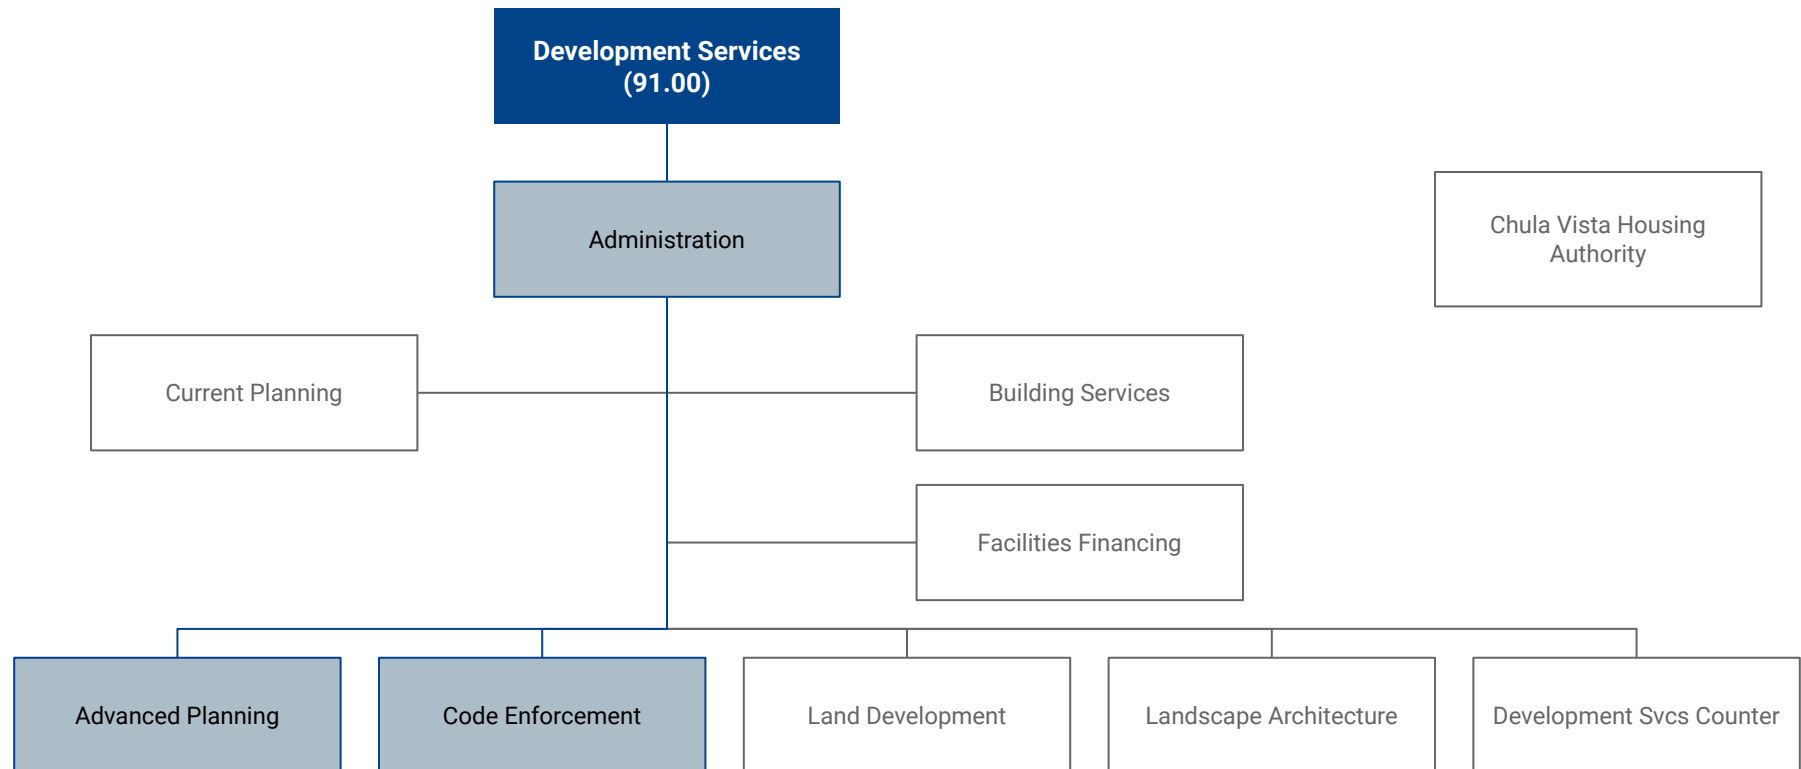 Development Services
(91.00)
Administration
Chula Vista Housing
Authority
Current Planning
Building Services
Facilities Financing
Advanced Planning
Code Enforcement
Land Development
Landscape Architecture
Development Svcs Counter